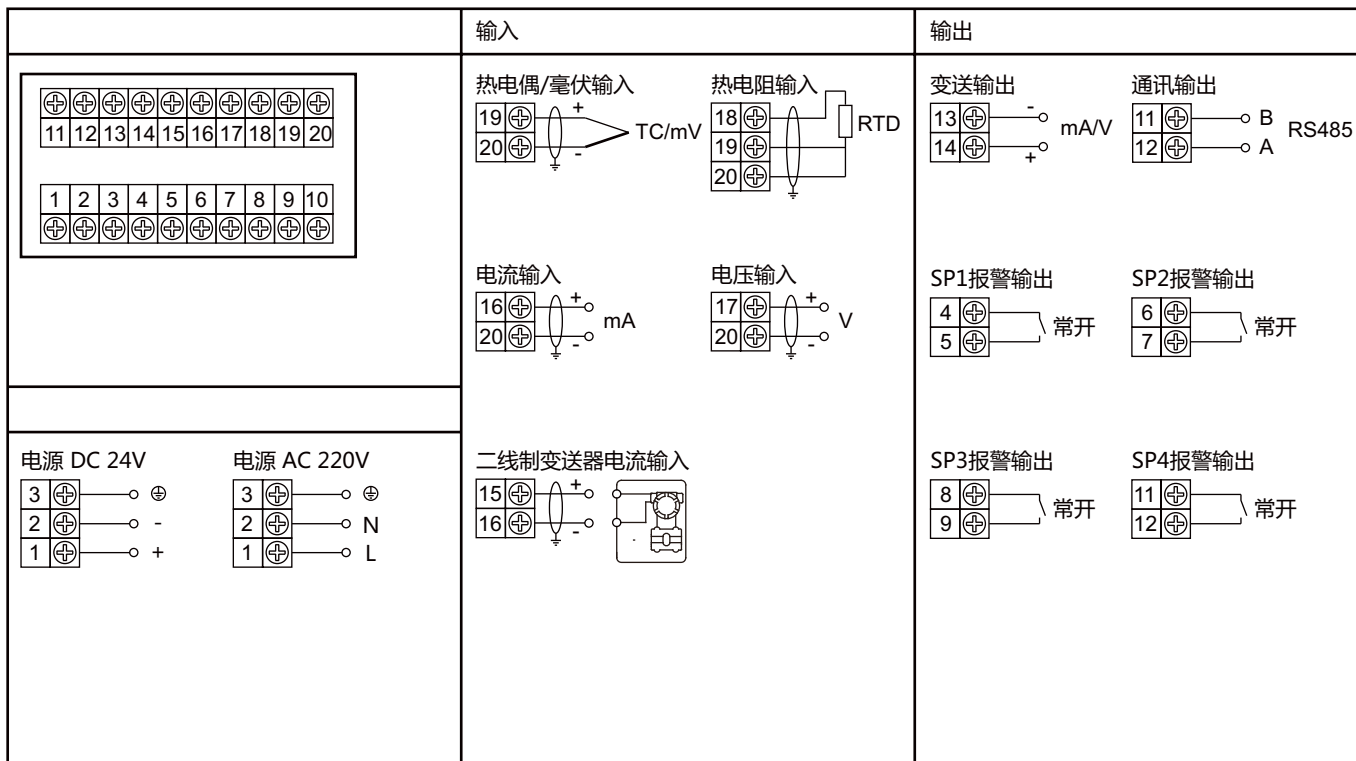 输入
输出
11 12 13 14 15 16 17 18 19 20
1 2 3 4 5 6 7 8 9 10
电源 DC 24V
3
2 -
1 +
电源 AC 220V
3
2 N
1 L
热电偶/毫伏输入
19 +
20 -
TC/mV
热电阻输入
18
19
20
RTD
电流输入
16 +
20 -
mA
电压输入
17 +
20 -
V
二线制变送器电流输入
15 +
16 -
变送输出
13 -
14 +
mA/V
通讯输出
11 B
12 A
RS485
SP1报警输出
4
5
常开
SP2报警输出
6
7
常开
SP3报警输出
8
9
常开
SP4报警输出
11
12
常开